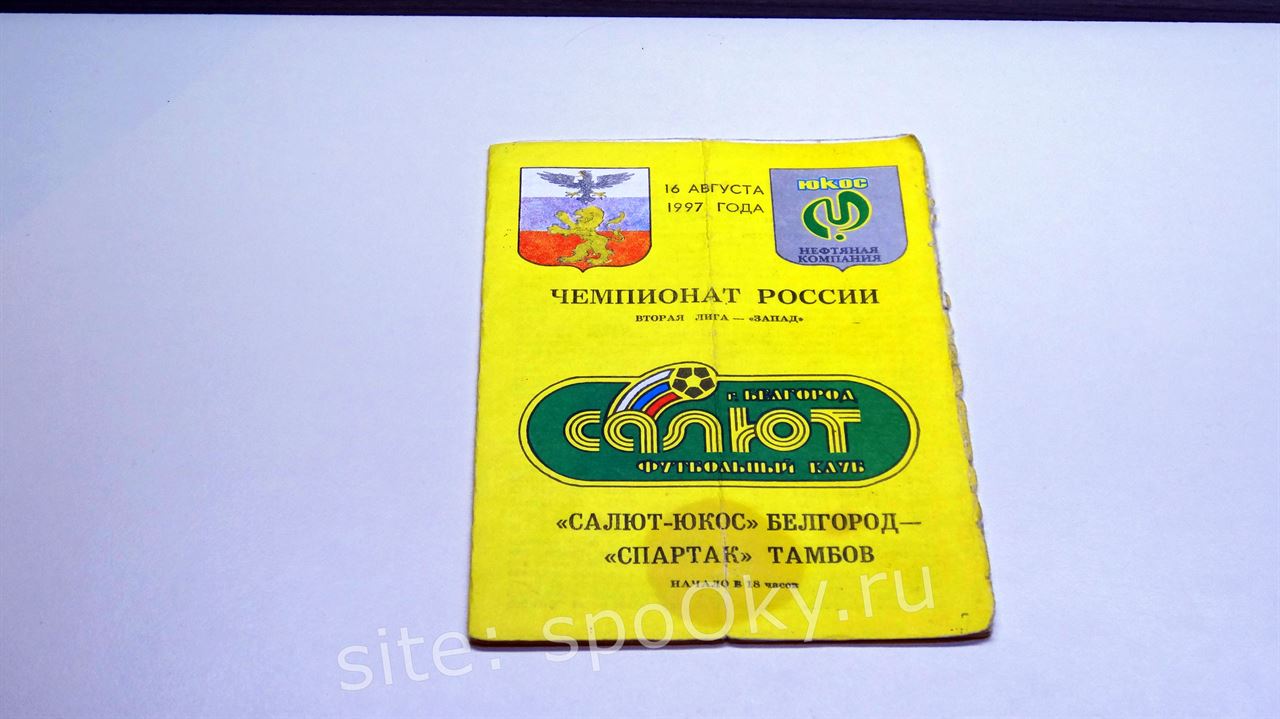 16 АВГУСТА
1997 ГОДА
ЮКОС
НЕФТЯНАЯ
КОМПАНИЯ
ЧЕМПИОНАТ РОССИИ
ВТОРАЯ ЛИГА — «ЗАПАД»
г. БЕЛГОРОД
САЛЮТ
ФУТБОЛЬНЫЙ КЛУБ
«САЛЮТ-ЮКОС» БЕЛГОРОД—
«СПАРТАК» ТАМБОВ
НАЧАЛО В 18 часов
site: spoOky.ru